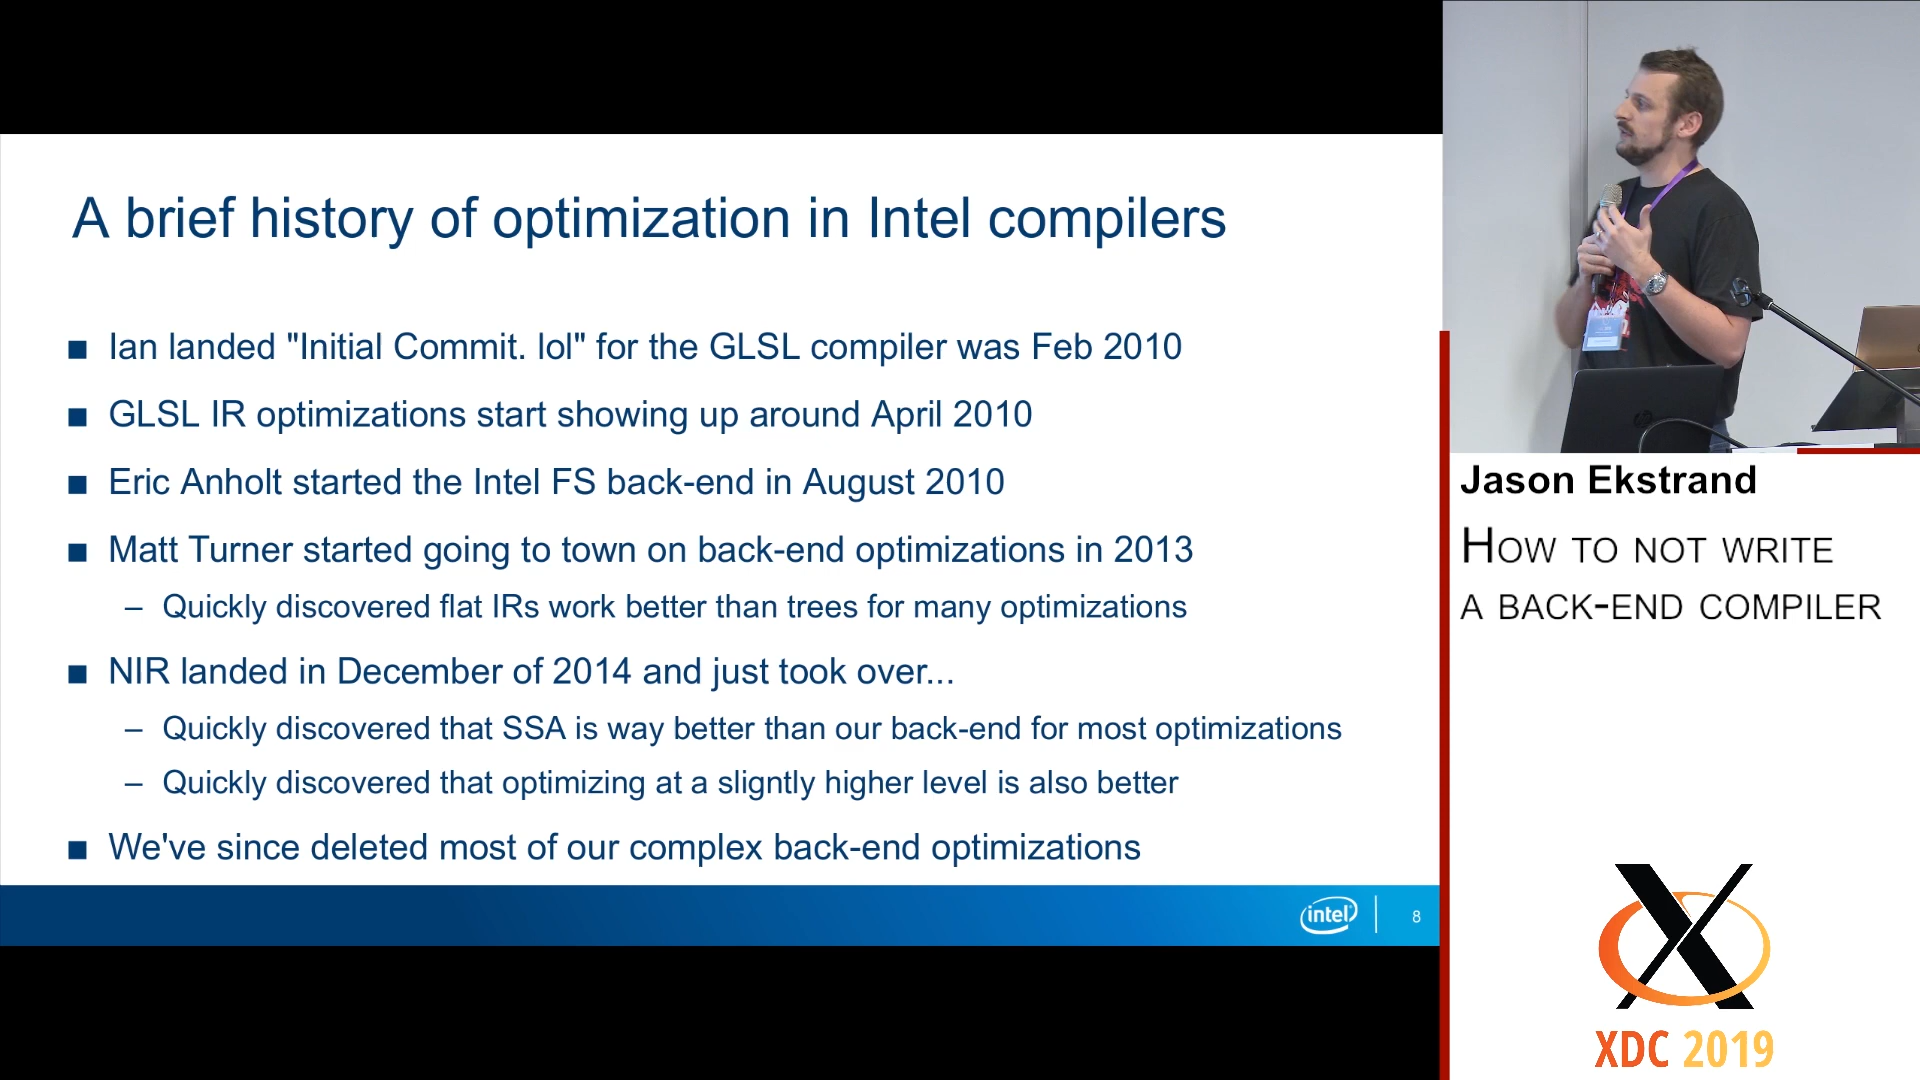 A brief history of optimization in Intel compilers
Ian landed "Initial Commit. lol" for the GLSL compiler was Feb 2010
GLSL IR optimizations start showing up around April 2010
Eric Anholt started the Intel FS back-end in August 2010
Matt Turner started going to town on back-end optimizations in 2013
– Quickly discovered flat IRs work better than trees for many optimizations
NIR landed in December of 2014 and just took over...
– Quickly discovered that SSA is way better than our back-end for most optimizations
– Quickly discovered that optimizing at a sligntly higher level is also better
We've since deleted most of our complex back-end optimizations
intel
8
Jason Ekstrand
How to not write
a back-end compiler
XDC 2019